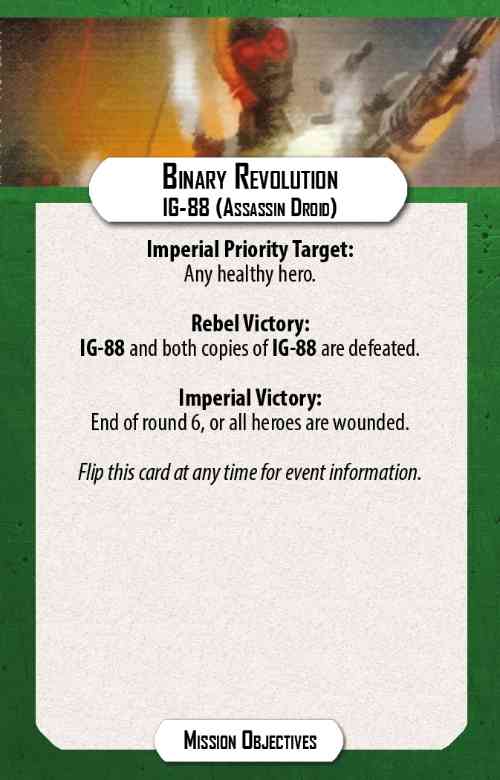 Binary Revolution
IG-88 (Assassin Droid)
Imperial Priority Target:
Any healthy hero.
Rebel Victory:
IG-88 and both copies of IG-88 are defeated.
Imperial Victory:
End of round 6, or all heroes are wounded.
Flip this card at any time for event information.
Mission Objectives